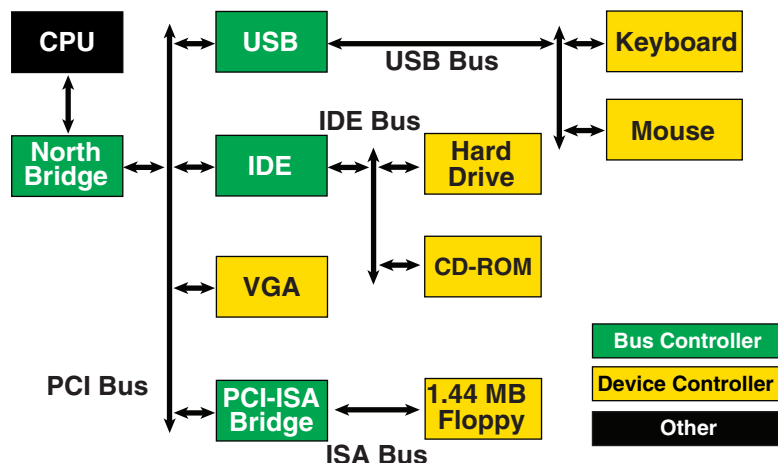 CPU
USB
Keyboard
USB Bus
IDE Bus
Mouse
North
Bridge
IDE
Hard
Drive
VGA
CD-ROM
Bus Controller
PCI Bus
PCI-ISA
Bridge
1.44 MB
Floppy
Device Controller
Other
ISA Bus